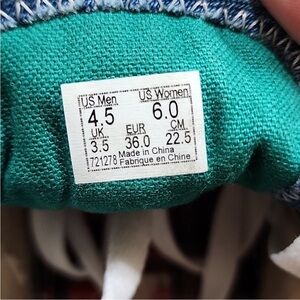 US Men US Women
4.5 6.0
UK EUR CM
3.5 36.0 22.5
721278 Made in China
Fabrique en Chine